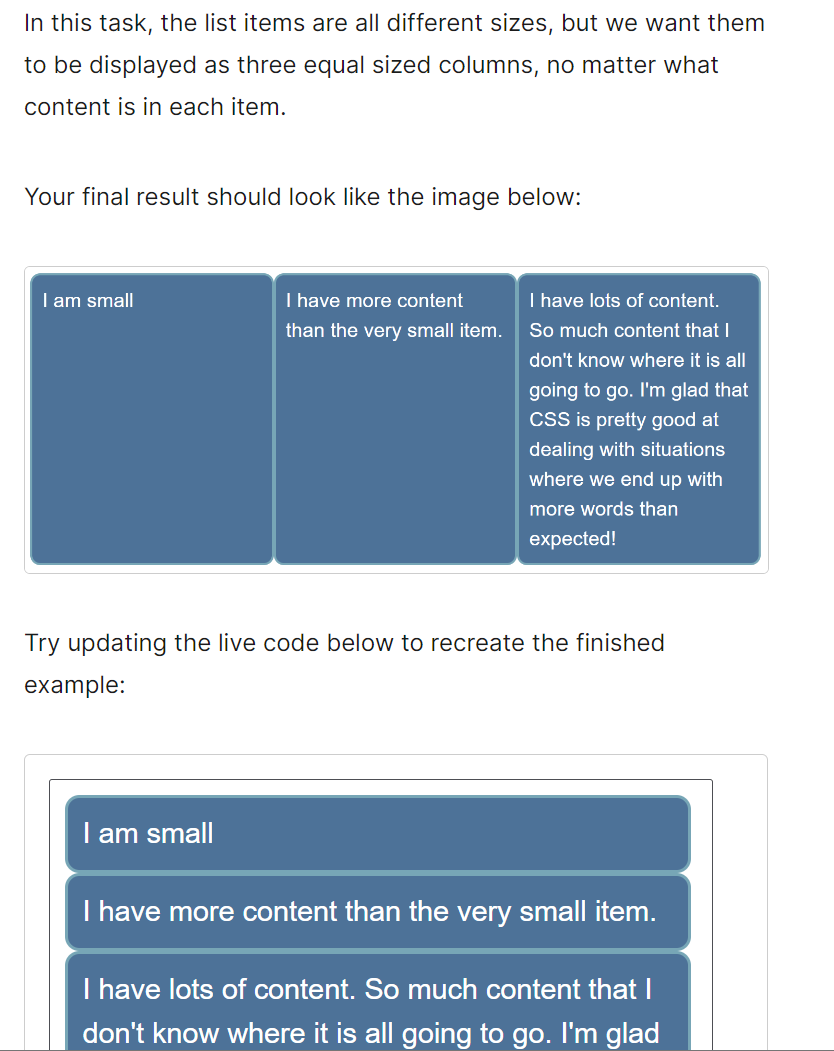 In this task, the list items are all different sizes, but we want them
to be displayed as three equal sized columns, no matter what
content is in each item.
Your final result should look like the image below:
I am small
I have more content
than the very small item.
I have lots of content.
So much content that I
don't know where it is all
going to go. I'm glad that
CSS is pretty good at
dealing with situations
where we end up with
more words than
expected!
Try updating the live code below to recreate the finished
example:
I am small
I have more content than the very small item.
I have lots of content. So much content that I
don't know where it is all going to go. I'm glad